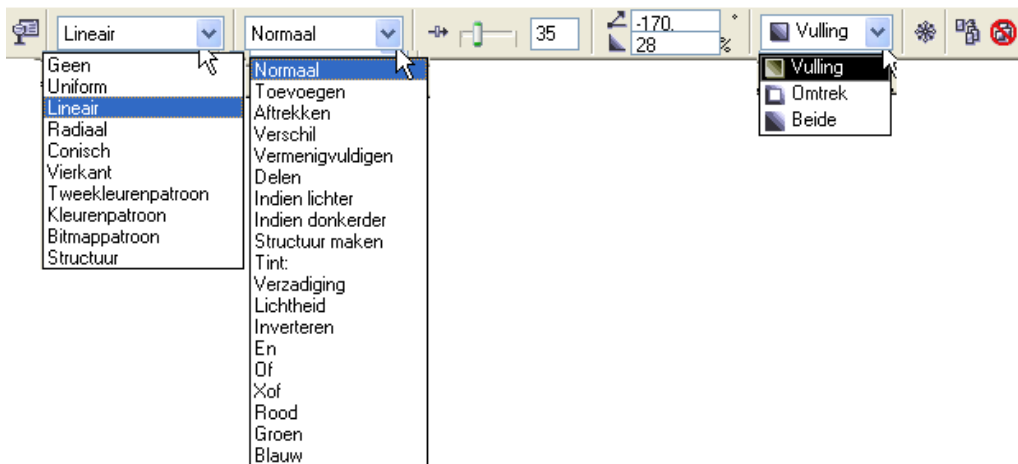 Lineair
Normaal
35
-170.
°
28
%
Vulling
Geen
Uniform
Lineair
Radiaal
Conisch
Vierkant
Tweekleurenpatroon
Kleurenpatroon
Bitmappatroon
Structuur
Normaal
Toevoegen
Aftrekken
Verschil
Vermenigvuldigen
Delen
Indien lichter
Indien donkerder
Structuur maken
Tint:
Verzadiging
Lichtheid
Inverteren
En
Of
Xof
Rood
Groen
Blauw
Vulling
Omtrek
Beide